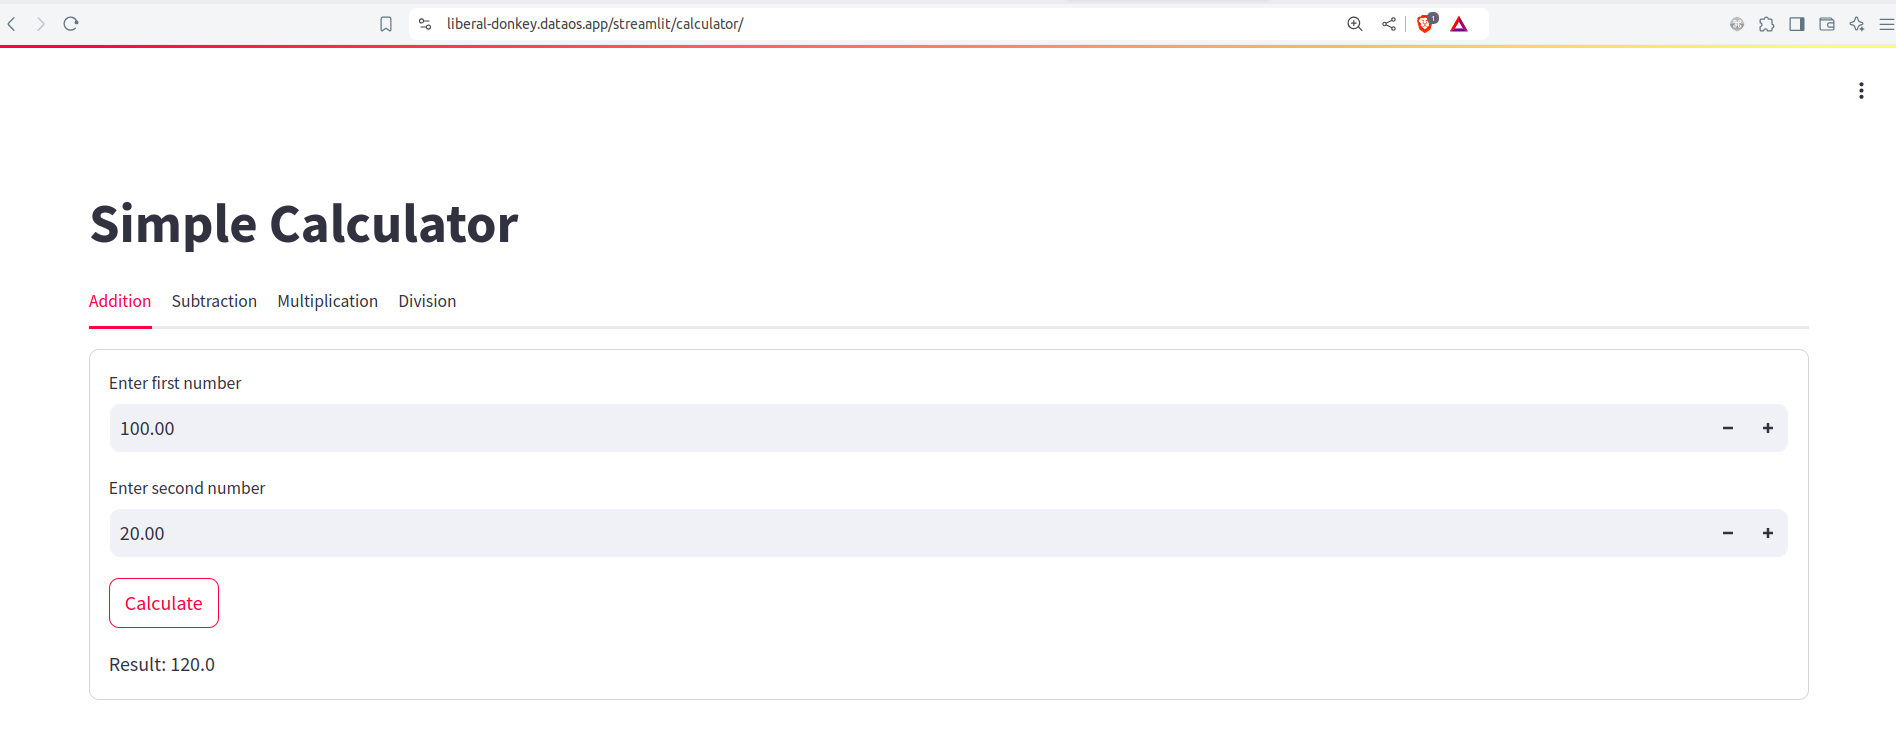 liberal-donkey.dataos.app/streamlit/calculator/
1
Simple Calculator
Addition Subtraction Multiplication Division
Enter first number
100.00
Enter second number
20.00
Calculate
Result: 120.0